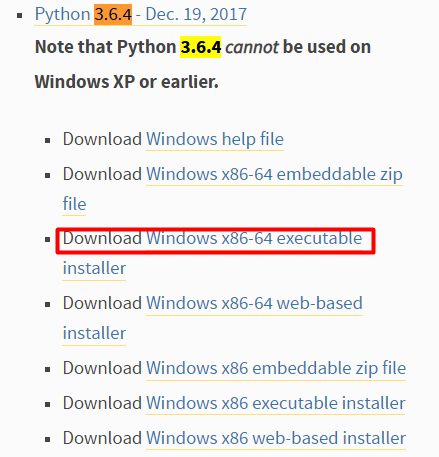 Python 3.6.4 - Dec. 19, 2017
Note that Python 3.6.4 cannot be used on
Windows XP or earlier.
Download Windows help file
Download Windows x86-64 embeddable zip
file
Download Windows x86-64 executable
installer
Download Windows x86-64 web-based
installer
Download Windows x86 embeddable zip file
Download Windows x86 executable installer
Download Windows x86 web-based installer